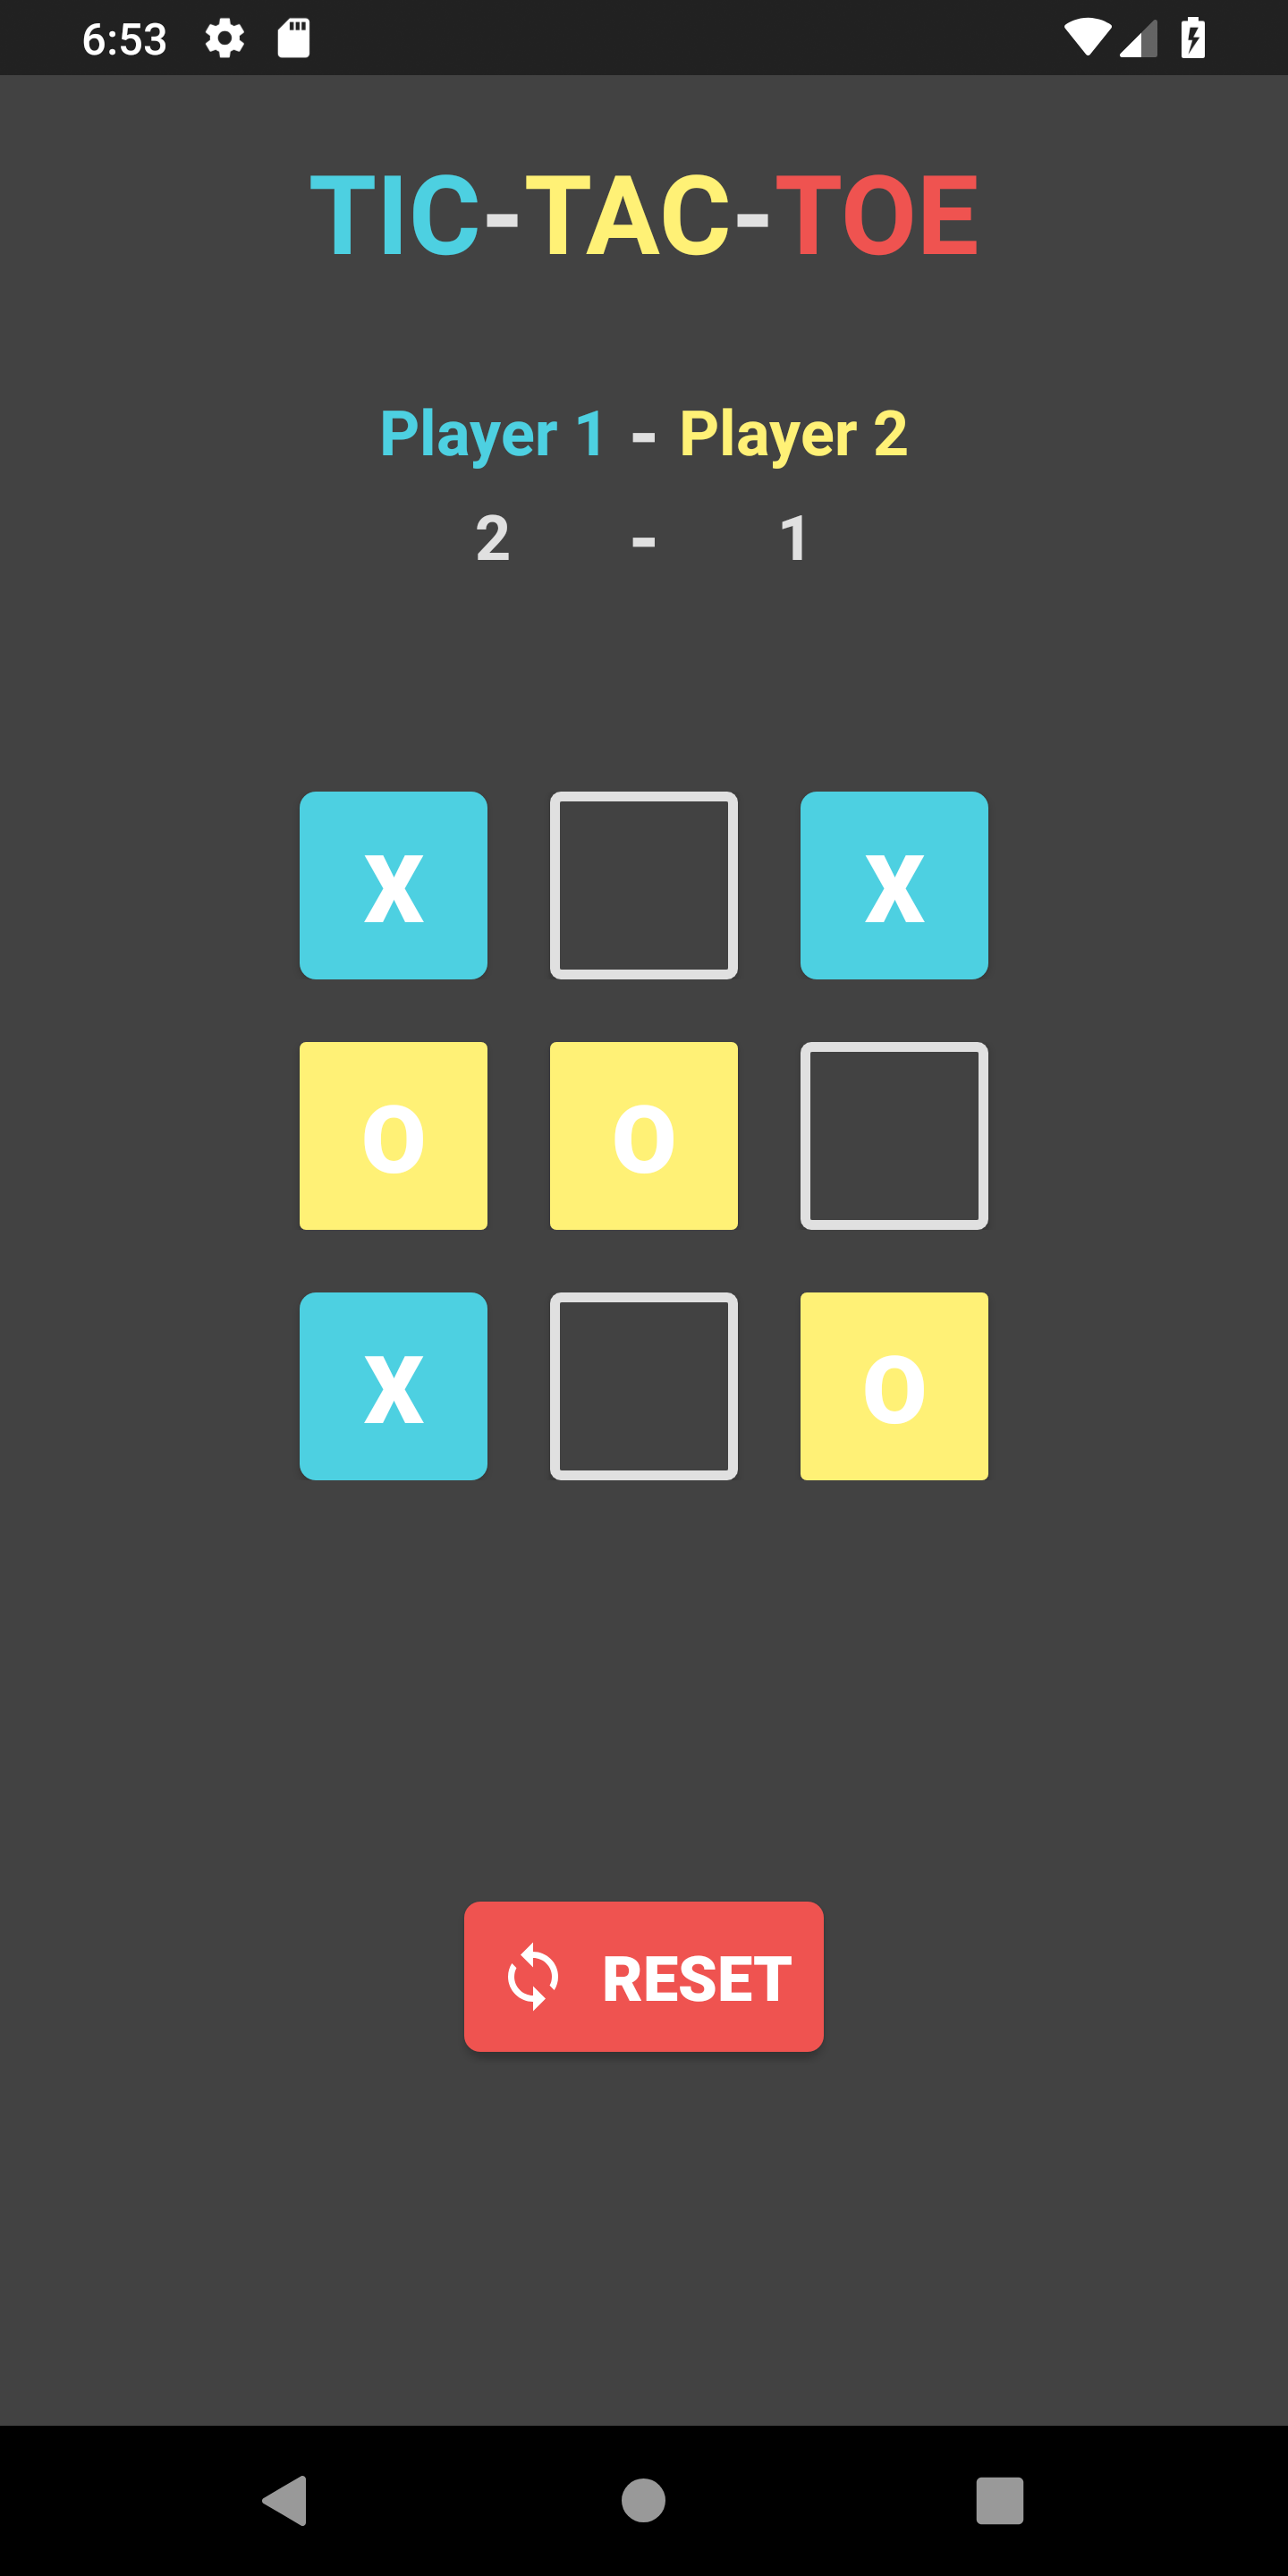 6:53
TIC-TAC-TOE
Player 1 - Player 2
2 - 1
X X
O O
X O
RESET